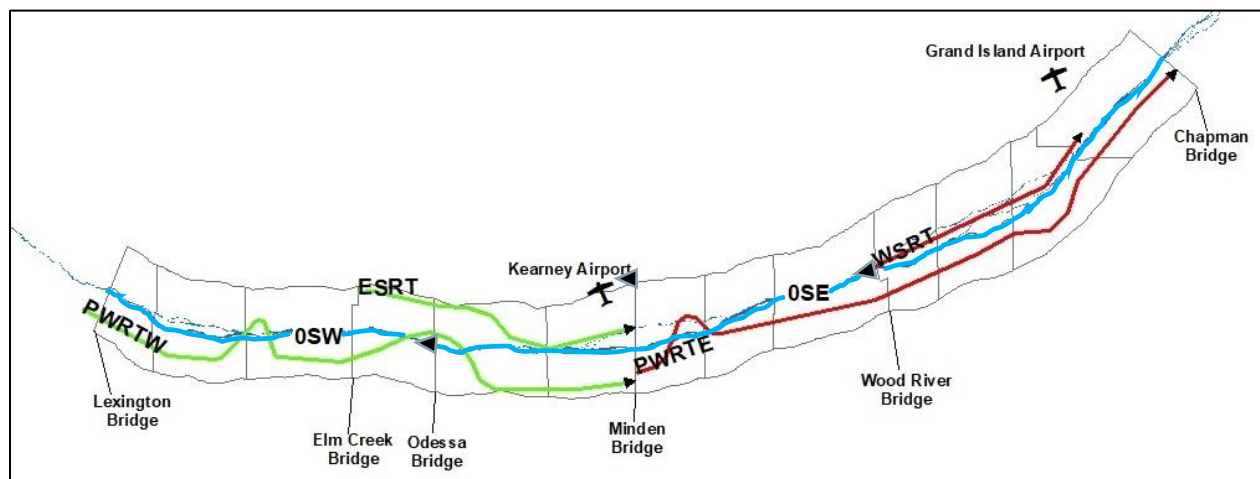 Grand Island Airport
Chapman
Bridge
WSRT
Kearney Airport
ESRT
0SE
PWRTW
0SW
PWRTE
Wood River
Bridge
Lexington
Bridge
Elm Creek
Bridge
Odessa
Bridge
Minden
Bridge